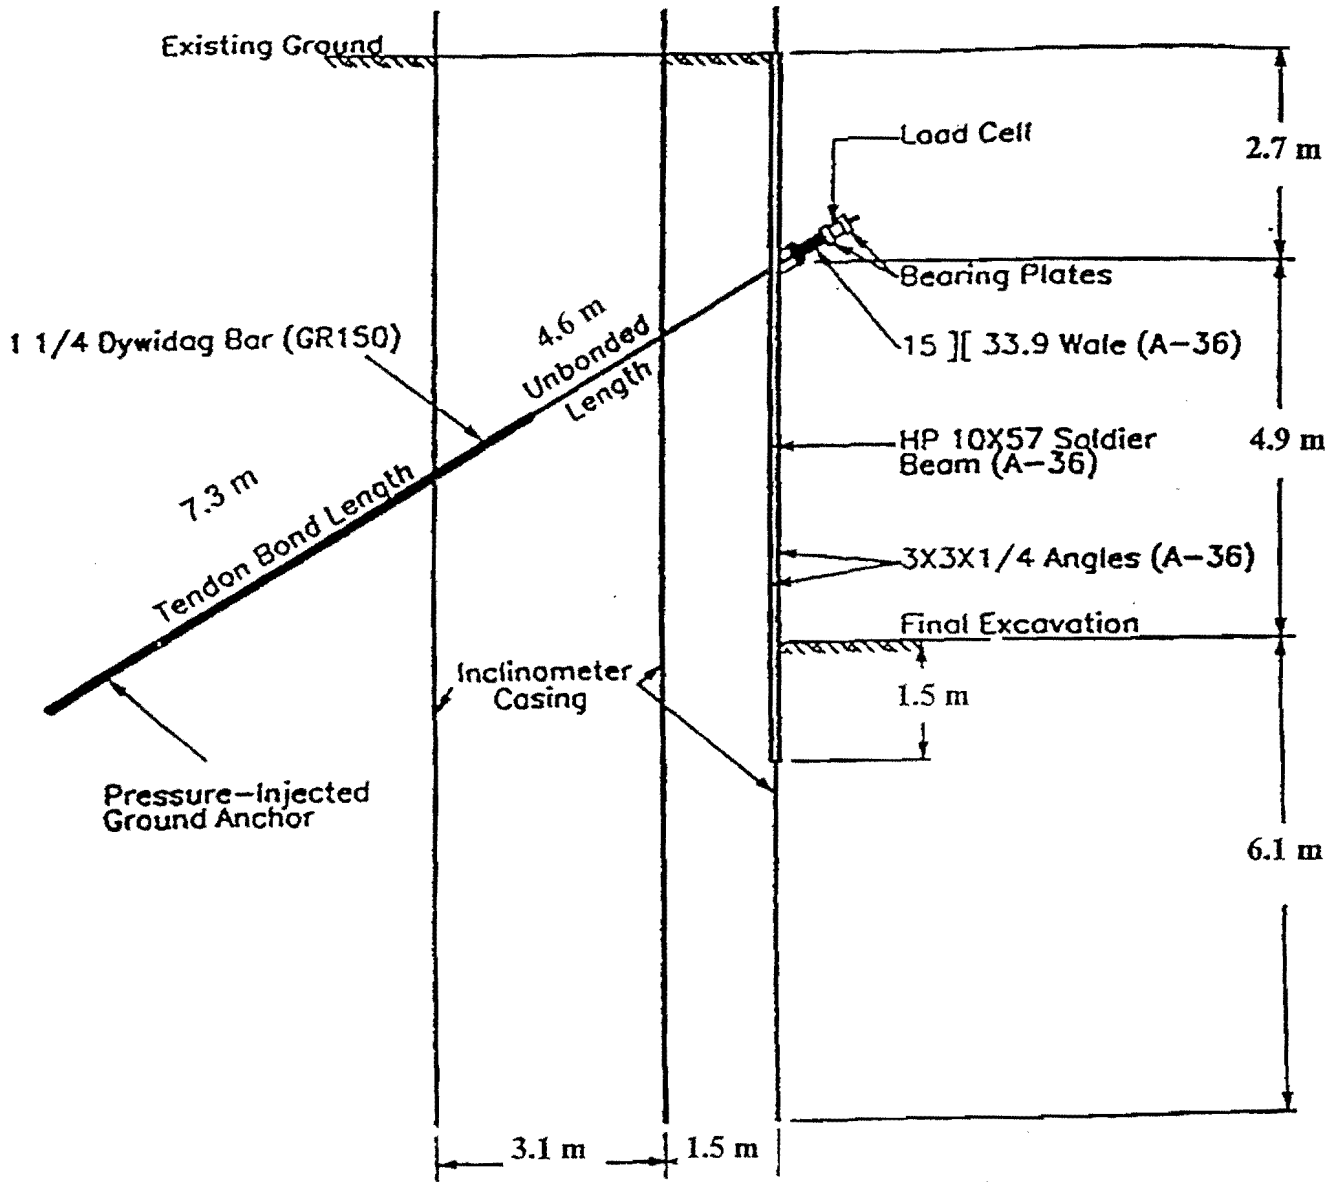 Existing Ground
Load Cell
2.7 m
Bearing Plates
4.6 m
Unbonded
Length
1 1/4 Dywidag Bar (GR150)
15 ][ 33.9 Wale (A-36)
HP 10X57 Soldier
Beam (A-36)
4.9 m
7.3 m
Tendon Bond Length
3X3X1/4 Angles (A-36)
Final Excavation
Inclinometer
Casing
1.5 m
Pressure-Injected
Ground Anchor
6.1 m
3.1 m
1.5 m